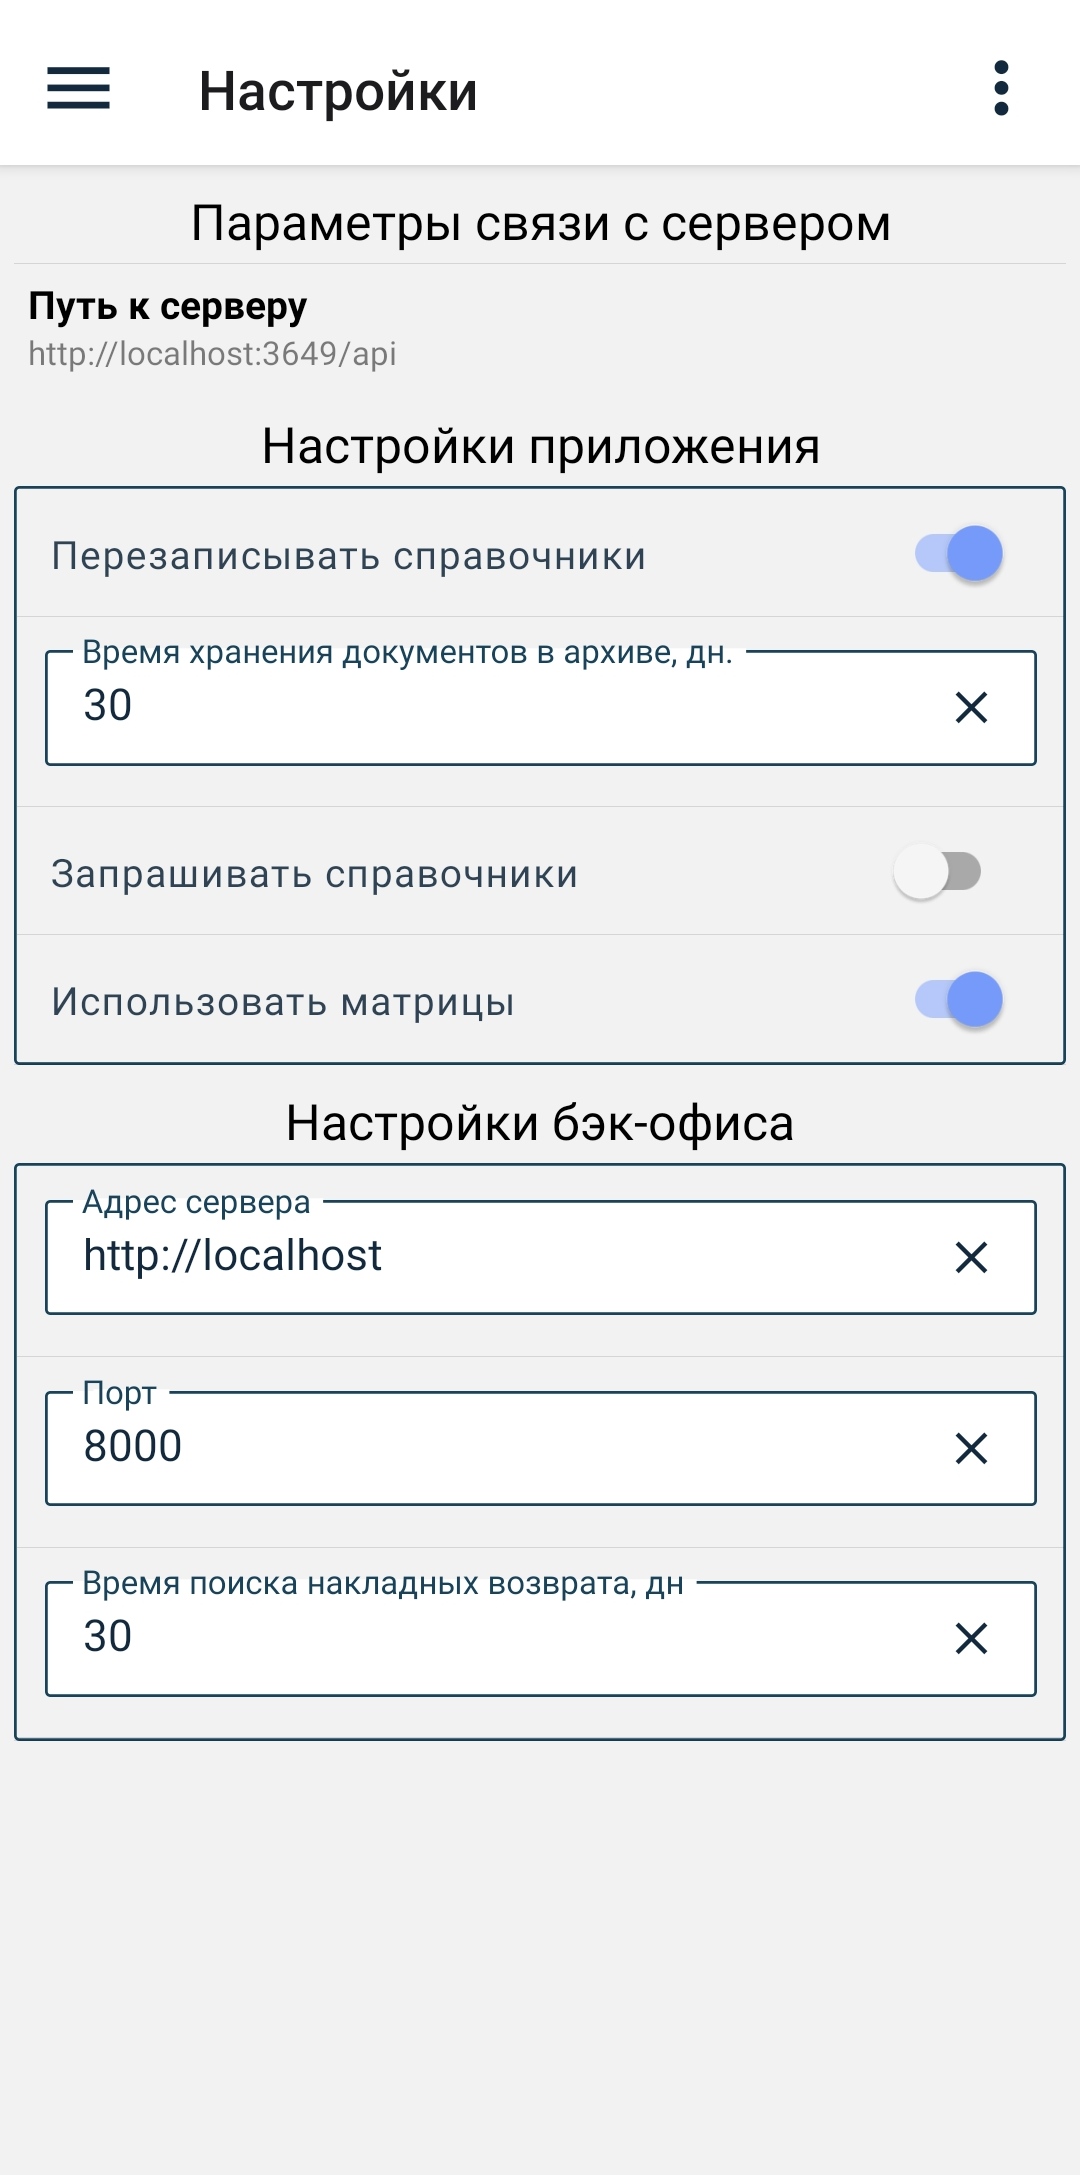 Настройки
Параметры связи с сервером
Путь к серверу
http://localhost:3649/api
Настройки приложения
Перезаписывать справочники
Время хранения документов в архиве, дн.
30
Запрашивать справочники
Использовать матрицы
Настройки бэк-офиса
Адрес сервера
http://localhost
Порт
8000
Время поиска накладных возврата, дн
30